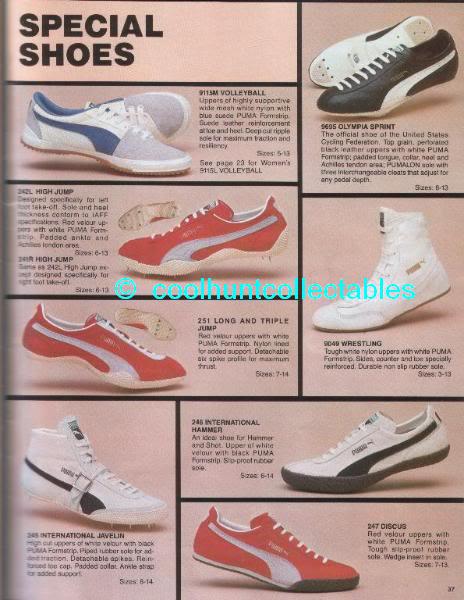 SPECIAL
SHOES
9115M VOLLEYBALL
Uppers of highly supportive
wide mesh white nylon with
blue suede PUMA Formstrip.
Suede leather reinforcement
at toe and heel. Deep cut ripple
sole for maximum traction and
resiliency.
Sizes: 5-13
See page 23 for Women's
9115L VOLLEYBALL
9695 OLYMPIA SPRINT
The official shoe of the United States
Cycling Federation. Top grain, perforated
black leather uppers with white PUMA
Formstrip; padded tongue, collar, heel and
Achilles tendon area; PUMALON sole with
three interchangeable cleats that adjust for
any pedal depth.
Sizes: 6-13
242L HIGH JUMP
Designed specifically for left
foot take-off. Sole and heel
thickness conform to IAFF
specifications. Red velour up-
pers with white PUMA Form-
strip. Padded ankle and
Achilles tendon area.
Sizes: 6-13
241R HIGH JUMP
Same as 242L High Jump ex-
cept designed specifically for
right foot take-off.
Sizes: 6-13
© coolhuntcollectables
251 LONG AND TRIPLE
JUMP
Red velour uppers with white
PUMA Formstrip. Nylon lined
for added support. Detachable
six spike profile for maximum
thrust.
Sizes: 7-14
9049 WRESTLING
Tough white nylon uppers with white PUMA
Formstrip. Sides, counter and toe specially
reinforced. Durable non slip rubber sole.
Sizes: 3-13
246 INTERNATIONAL
HAMMER
An ideal shoe for Hammer
and Shot. Upper of white
velour with black PUMA
Formstrip. Slip-proof rubber
sole.
Sizes: 6-14
PUMA
245 INTERNATIONAL JAVELIN
High cut uppers of white velour with black
PUMA Formstrip. Piped rubber sole for ad-
ded traction. Detachable spikes. Rein-
forced toe cap. Padded collar. Ankle strap
for added support.
Sizes: 6-14
247 DISCUS
Red velour uppers with
white PUMA Formstrip.
Tough slip-proof rubber
sole. Wedge insert in sole.
Sizes: 7-13
37